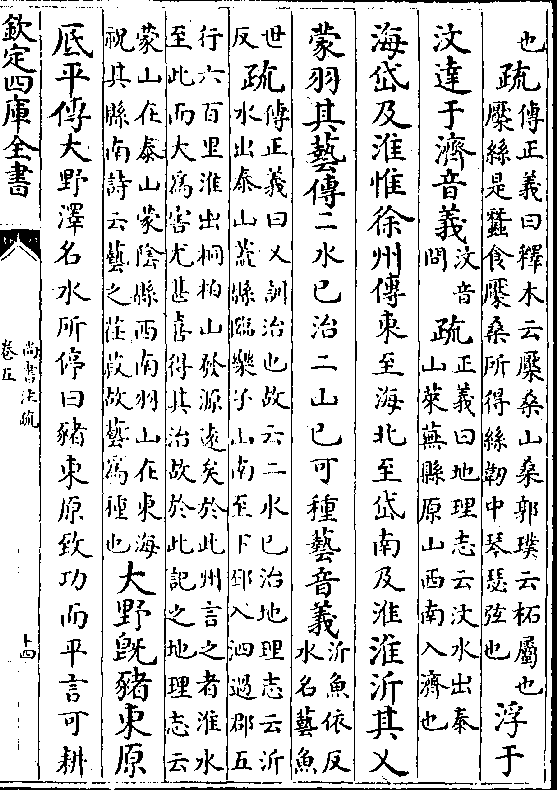 也疏傳正義曰釋木云檿桑山桑郭璞云柘屬也
檿絲是蠶食檿桑所得絲韌中琴瑟弦也浮于
汶達于濟音義汶音問疏正義曰地理志云汶水出泰
山萊蕪縣原山西南入濟也
海岱及淮惟徐州傳東至海北至岱南及淮淮沂其乂
蒙羽其藝傳二水已治二山已可種藝音義沂魚依反
水名藝魚
世反疏傳正義曰乂訓治也故云二水已治地理志云沂
水出泰山葢縣臨樂子山南至下邳入泗過郡五
行六百里淮出桐柏山發源遠矣於此州言之者淮水
至此而大為害尤甚喜得其治故於此記之地理志云
蒙山在泰山蒙陰縣西南羽山在東海
祝其縣南詩云藝之荏菽故藝為種也大野既豬東原
厎平傳大野澤名水所停曰豬東原致功而平言可耕
欽定四庫全書
尚書注疏
卷五
十四